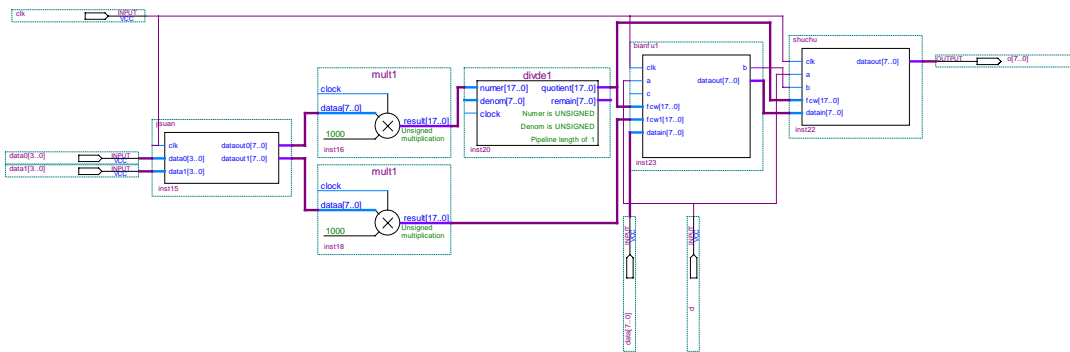 clk
INPUT
VCC
data0[3..0]
INPUT
VCC
data1[3..0]
INPUT
VCC
jisuan
clk
data0[3..0]
data1[3..0]
dataout0[7..0]
dataout1[7..0]
inst15
mult1
clock
dataa[7..0]
1000
result[17..0]
Unsigned
multiplication
inst16
mult1
clock
dataa[7..0]
1000
result[17..0]
Unsigned
multiplication
inst18
divde1
numer[17..0]
denom[7..0]
clock
quotient[17..0]
remain[7..0]
Numer is UNSIGNED
Denom is UNSIGNED
Pipeline length of 1
inst20
bianfu1
clk
a
c
fcw[17..0]
fcw1[17..0]
datain[7..0]
b
dataout[7..0]
inst23
shuchu
clk
a
b
fcw[17..0]
datain[7..0]
dataout[7..0]
inst22
OUTPUT
o[7..0]
INPUT
VCC
data[7..0]
INPUT
VCC
d